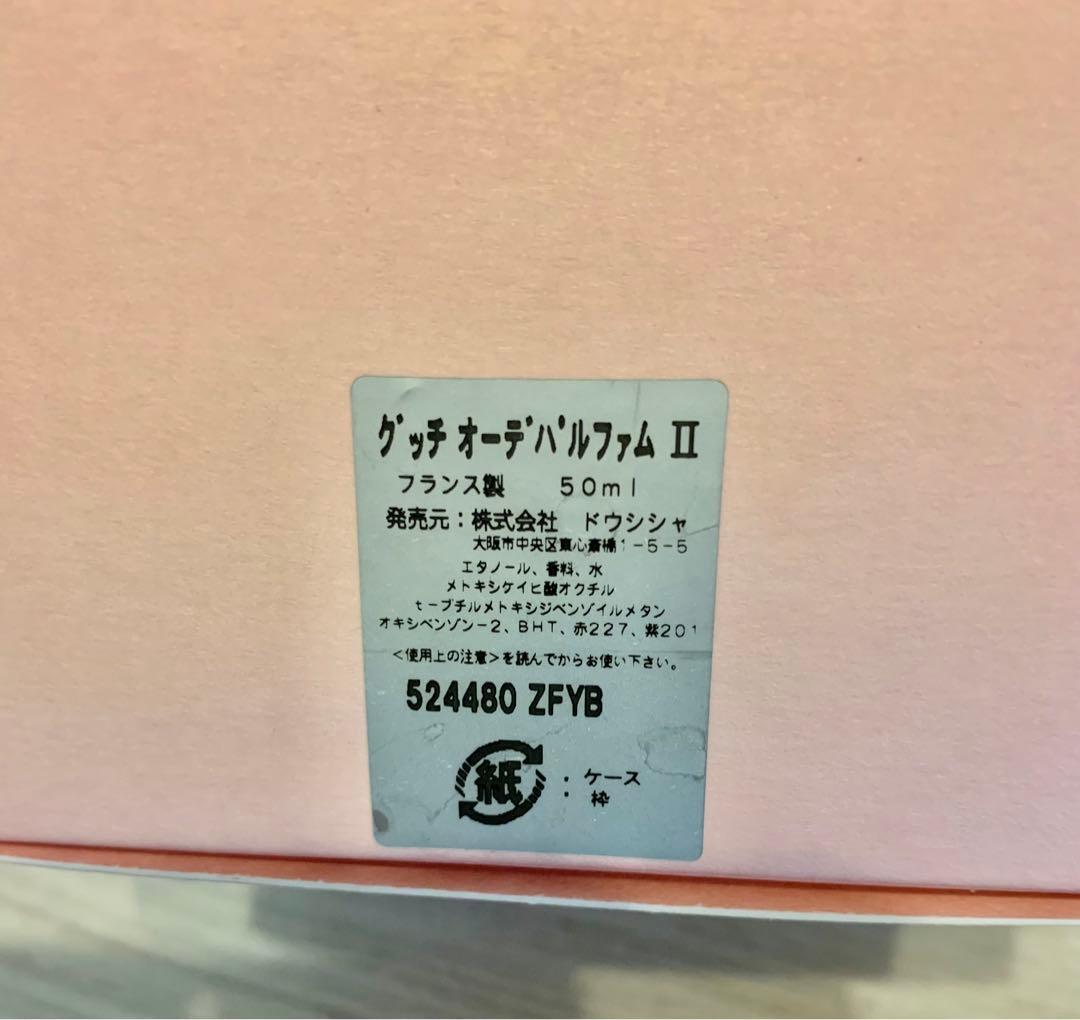 グッチ オーデパルファム II
フランス製 50ml
発売元：株式会社 ドウシシャ
大阪市中央区東心斎橋1-5-5
エタノール、香料、水
メトキシケイヒ酸オクチル
t-ブチルメトキシジベンゾイルメタン
オキシベンゾン-2、BHT、赤227、紫201
<使用上の注意>を読んでからお使い下さい。
524480 ZFYB
紙 : ケース
: 枠